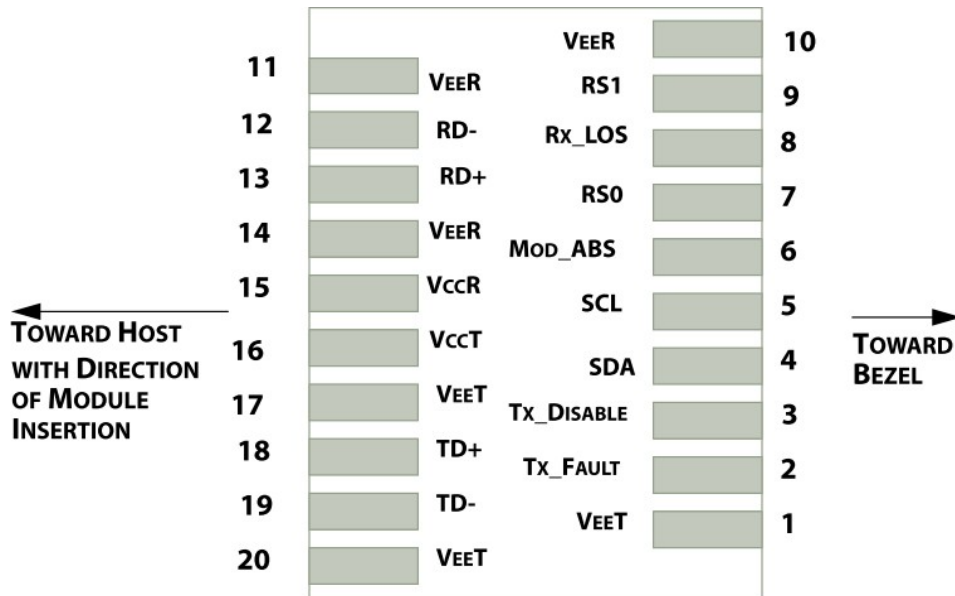 11 VEER
12 RD-
13 RD+
14 VEER
15 VCCR
16 VCCT
17 VEET
18 TD+
19 TD-
20 VEET
VEER 10
RS1 9
RX_LOS 8
RS0 7
MOD_ABS 6
SCL 5
SDA 4
TX_DISABLE 3
TX_FAULT 2
VEET 1
TOWARD HOST
WITH DIRECTION
OF MODULE
INSERTION
TOWARD
BEZEL